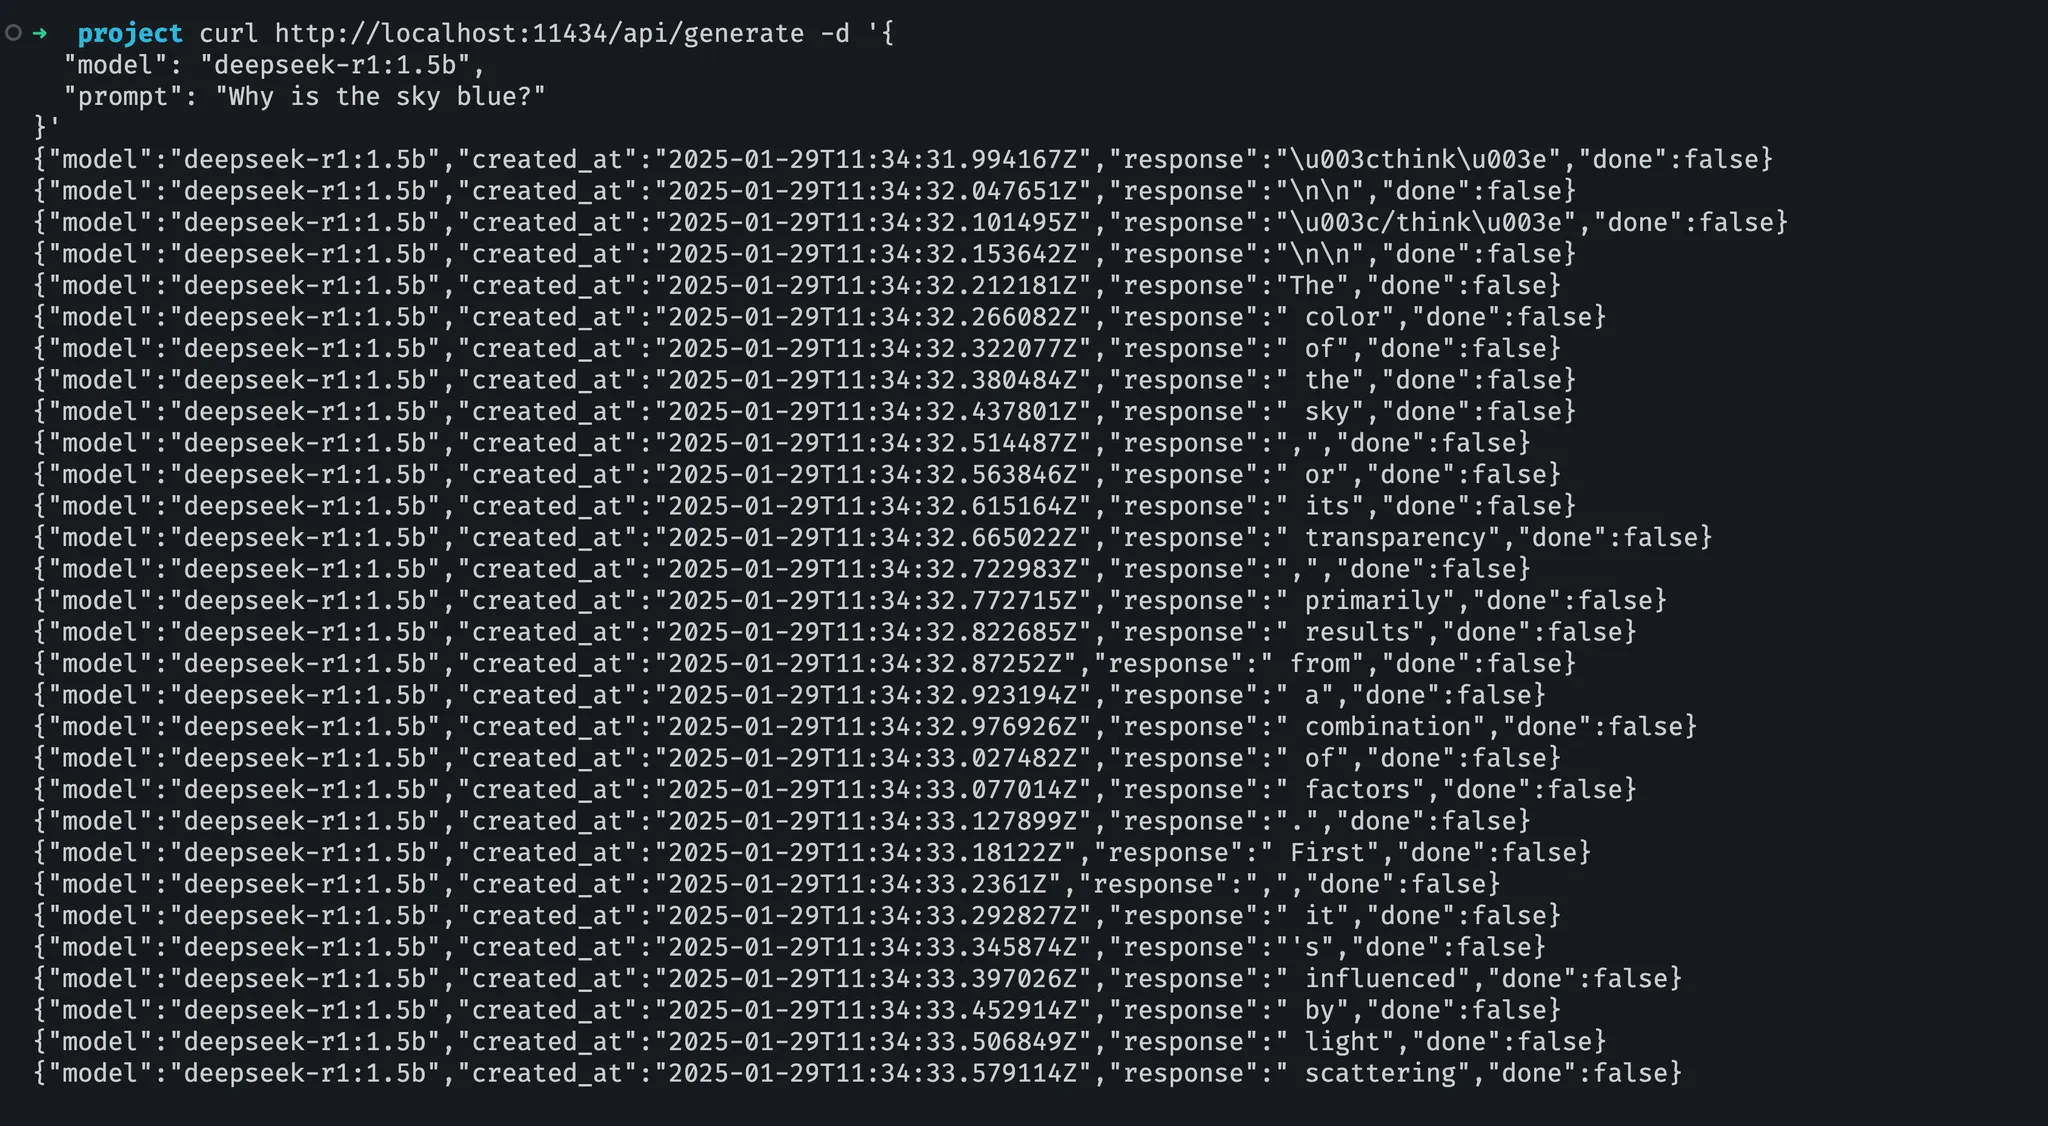 ➜  project curl http://localhost:11434/api/generate -d '{
  "model": "deepseek-r1:1.5b",
  "prompt": "Why is the sky blue?"
}'
{"model":"deepseek-r1:1.5b","created_at":"2025-01-29T11:34:31.994167Z","response":"\u003cthink\u003e","done":false}
{"model":"deepseek-r1:1.5b","created_at":"2025-01-29T11:34:32.047651Z","response":"\n\n","done":false}
{"model":"deepseek-r1:1.5b","created_at":"2025-01-29T11:34:32.101495Z","response":"\u003c/think\u003e","done":false}
{"model":"deepseek-r1:1.5b","created_at":"2025-01-29T11:34:32.153642Z","response":"\n\n","done":false}
{"model":"deepseek-r1:1.5b","created_at":"2025-01-29T11:34:32.212181Z","response":"The","done":false}
{"model":"deepseek-r1:1.5b","created_at":"2025-01-29T11:34:32.266082Z","response":" color","done":false}
{"model":"deepseek-r1:1.5b","created_at":"2025-01-29T11:34:32.322077Z","response":" of","done":false}
{"model":"deepseek-r1:1.5b","created_at":"2025-01-29T11:34:32.380484Z","response":" the","done":false}
{"model":"deepseek-r1:1.5b","created_at":"2025-01-29T11:34:32.437801Z","response":" sky","done":false}
{"model":"deepseek-r1:1.5b","created_at":"2025-01-29T11:34:32.514487Z","response":",","done":false}
{"model":"deepseek-r1:1.5b","created_at":"2025-01-29T11:34:32.563846Z","response":" or","done":false}
{"model":"deepseek-r1:1.5b","created_at":"2025-01-29T11:34:32.615164Z","response":" its","done":false}
{"model":"deepseek-r1:1.5b","created_at":"2025-01-29T11:34:32.665022Z","response":" transparency","done":false}
{"model":"deepseek-r1:1.5b","created_at":"2025-01-29T11:34:32.722983Z","response":",","done":false}
{"model":"deepseek-r1:1.5b","created_at":"2025-01-29T11:34:32.772715Z","response":" primarily","done":false}
{"model":"deepseek-r1:1.5b","created_at":"2025-01-29T11:34:32.822685Z","response":" results","done":false}
{"model":"deepseek-r1:1.5b","created_at":"2025-01-29T11:34:32.87252Z","response":" from","done":false}
{"model":"deepseek-r1:1.5b","created_at":"2025-01-29T11:34:32.923194Z","response":" a","done":false}
{"model":"deepseek-r1:1.5b","created_at":"2025-01-29T11:34:32.976926Z","response":" combination","done":false}
{"model":"deepseek-r1:1.5b","created_at":"2025-01-29T11:34:33.027482Z","response":" of","done":false}
{"model":"deepseek-r1:1.5b","created_at":"2025-01-29T11:34:33.077014Z","response":" factors","done":false}
{"model":"deepseek-r1:1.5b","created_at":"2025-01-29T11:34:33.127899Z","response":".","done":false}
{"model":"deepseek-r1:1.5b","created_at":"2025-01-29T11:34:33.18122Z","response":" First","done":false}
{"model":"deepseek-r1:1.5b","created_at":"2025-01-29T11:34:33.2361Z","response":",","done":false}
{"model":"deepseek-r1:1.5b","created_at":"2025-01-29T11:34:33.292827Z","response":" it","done":false}
{"model":"deepseek-r1:1.5b","created_at":"2025-01-29T11:34:33.345874Z","response":"'s","done":false}
{"model":"deepseek-r1:1.5b","created_at":"2025-01-29T11:34:33.397026Z","response":" influenced","done":false}
{"model":"deepseek-r1:1.5b","created_at":"2025-01-29T11:34:33.452914Z","response":" by","done":false}
{"model":"deepseek-r1:1.5b","created_at":"2025-01-29T11:34:33.506849Z","response":" light","done":false}
{"model":"deepseek-r1:1.5b","created_at":"2025-01-29T11:34:33.579114Z","response":" scattering","done":false}